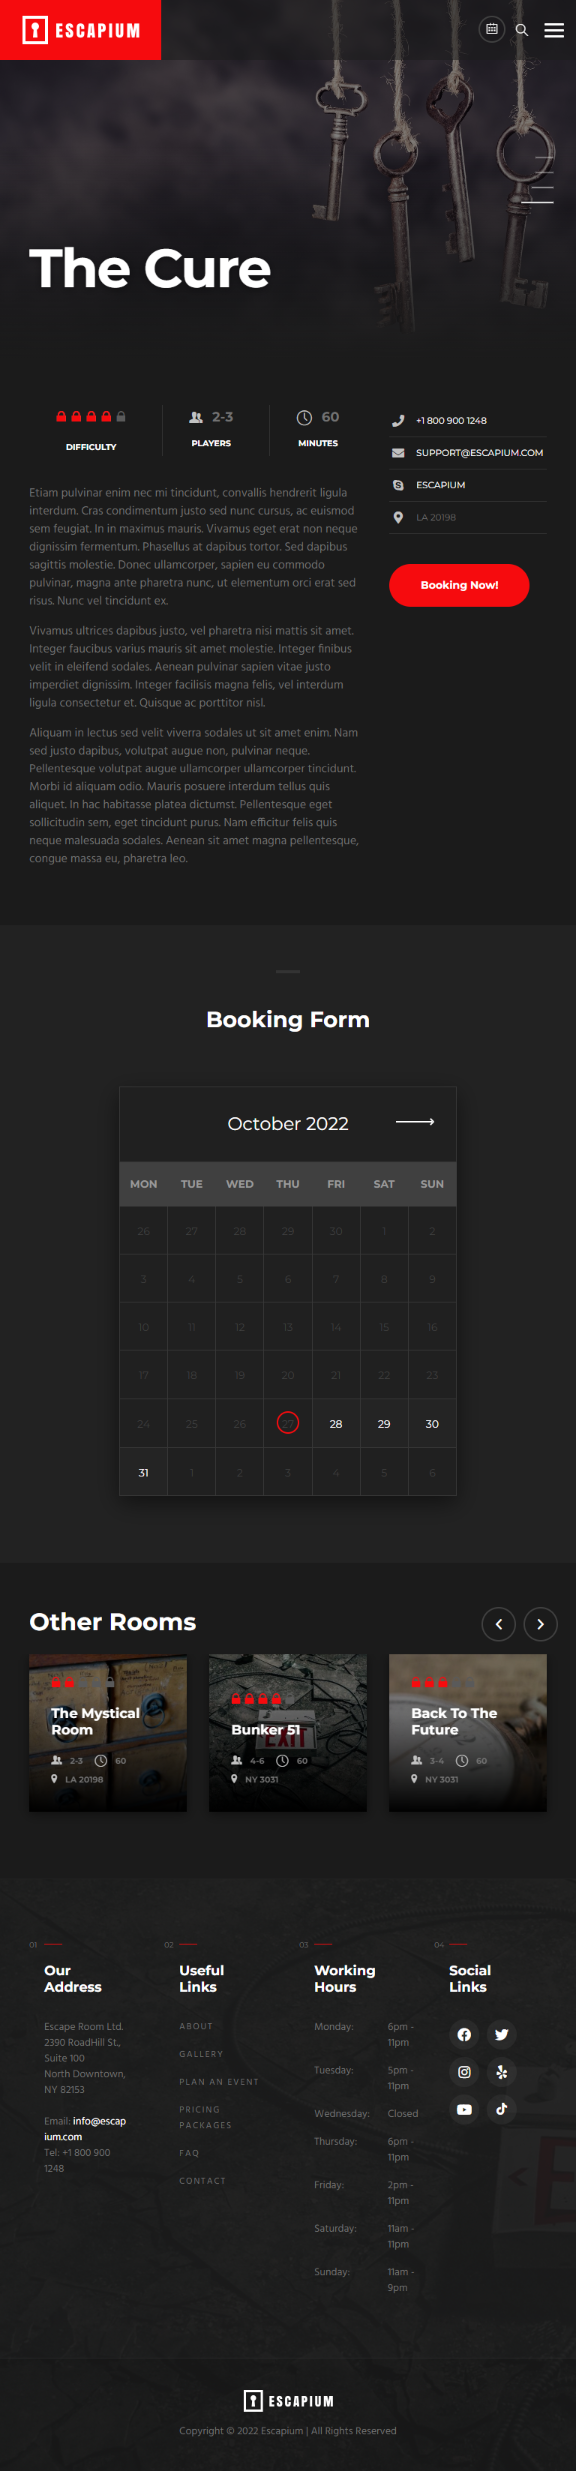 ESCAPIUM
The Cure
DIFFICULTY
2-3
PLAYERS
60
MINUTES
+1 800 900 1248
SUPPORT@ESCAPIUM.COM
ESCAPIUM
LA 20198
Booking Now!
Etiam pulvinar enim nec mi tincidunt, convallis hendrerit ligula
interdum. Cras condimentum justo sed nunc cursus, ac euismod
sem feugiat. In in maximus mauris. Vivamus eget erat non neque
dignissim fermentum. Phasellus at dapibus tortor. Sed dapibus
sagittis molestie. Donec ullamcorper, sapien eu commodo
pulvinar, magna ante pharetra nunc, ut elementum orci erat sed
risus. Nunc vel tincidunt ex.
Vivamus ultrices dapibus justo, vel pharetra nisi mattis sit amet.
Integer faucibus varius mauris sit amet molestie. Integer finibus
velit in eleifend sodales. Aenean pulvinar sapien vitae justo
imperdiet dignissim. Integer facilisis magna felis, vel interdum
ligula consectetur et. Quisque ac porttitor nisl.
Aliquam in lectus sed velit viverra sodales ut sit amet enim. Nam
sed justo dapibus, volutpat augue non, pulvinar neque.
Pellentesque volutpat augue ullamcorper ullamcorper tincidunt.
Morbi id aliquam odio. Mauris posuere interdum tellus quis
aliquet. In hac habitasse platea dictumst. Pellentesque eget
sollicitudin sem, eget tincidunt purus. Nam efficitur felis quis
neque malesuada sodales. Aenean sit amet magna pellentesque,
congue massa eu, pharetra leo.
Booking Form
October 2022
MON TUE WED THU FRI SAT SUN
26 27 28 29 30 1 2
3 4 5 6 7 8 9
10 11 12 13 14 15 16
17 18 19 20 21 22 23
24 25 26 27 28 29 30
31 1 2 3 4 5 6
Other Rooms
The Mystical
Room
2-3 60
LA 20198
Bunker 51
EXIT
4-6 60
NY 3031
Back To The
Future
3-4 60
NY 3031
01
Our
Address
Escape Room Ltd.
2390 RoadHill St.,
Suite 100
North Downtown,
NY 82153
Email: info@escap
ium.com
Tel: +1 800 900
1248
02
Useful
Links
ABOUT
GALLERY
PLAN AN EVENT
PRICING
PACKAGES
FAQ
CONTACT
03
Working
Hours
Monday: 6pm -
11pm
Tuesday: 5pm -
11pm
Wednesday: Closed
Thursday: 6pm -
11pm
Friday: 2pm -
11pm
Saturday: 11am -
11pm
Sunday: 11am -
9pm
04
Social
Links
ESCAPIUM
Copyright © 2022 Escapium | All Rights Reserved